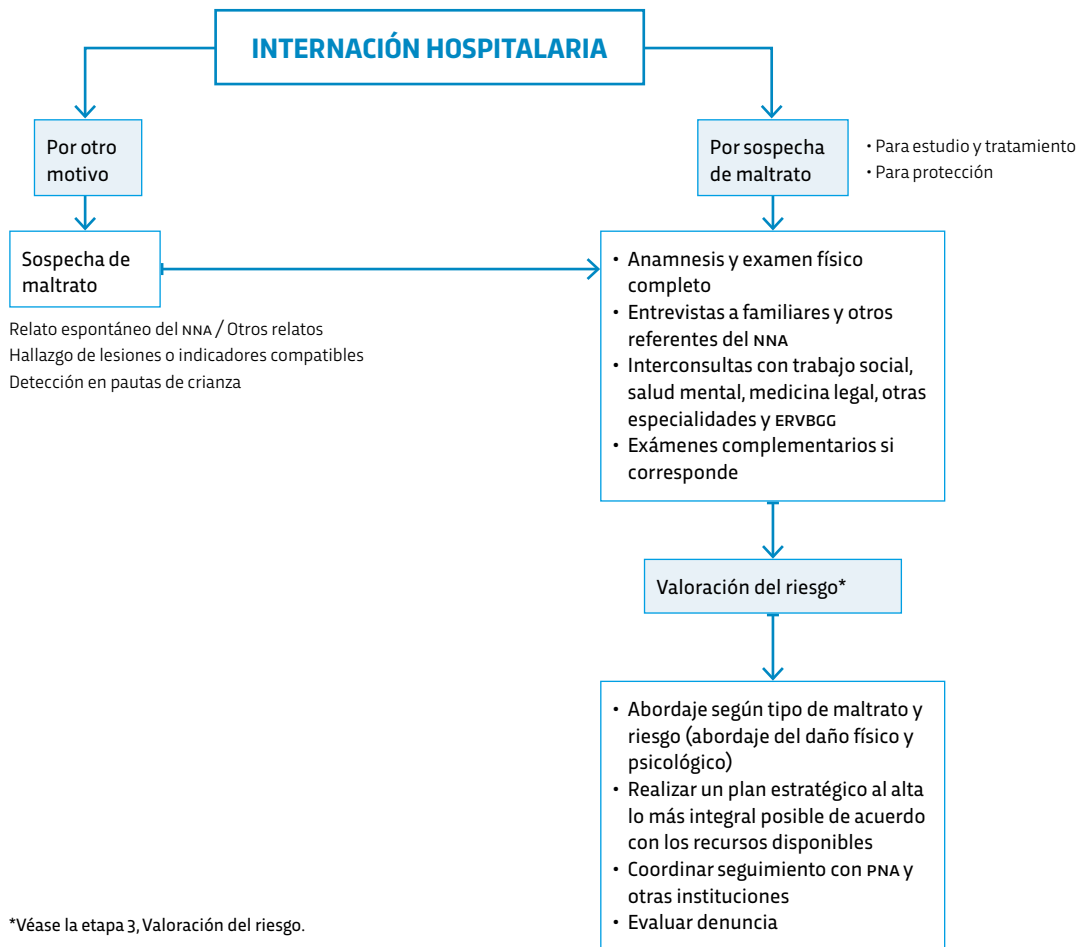 INTERNACIÓN HOSPITALARIA
Por otro
motivo
Por sospecha
de maltrato
• Para estudio y tratamiento
• Para protección
Sospecha de
maltrato
Relato espontáneo del NNA / Otros relatos
Hallazgo de lesiones o indicadores compatibles
Detección en pautas de crianza
• Anamnesis y examen físico
completo
• Entrevistas a familiares y otros
referentes del NNA
• Interconsultas con trabajo social,
salud mental, medicina legal, otras
especialidades y ERVBGG
• Exámenes complementarios si
corresponde
Valoración del riesgo*
• Abordaje según tipo de maltrato y
riesgo (abordaje del daño físico y
psicológico)
• Realizar un plan estratégico al alta
lo más integral posible de acuerdo
con los recursos disponibles
• Coordinar seguimiento con PNA y
otras instituciones
• Evaluar denuncia
*Véase la etapa 3, Valoración del riesgo.